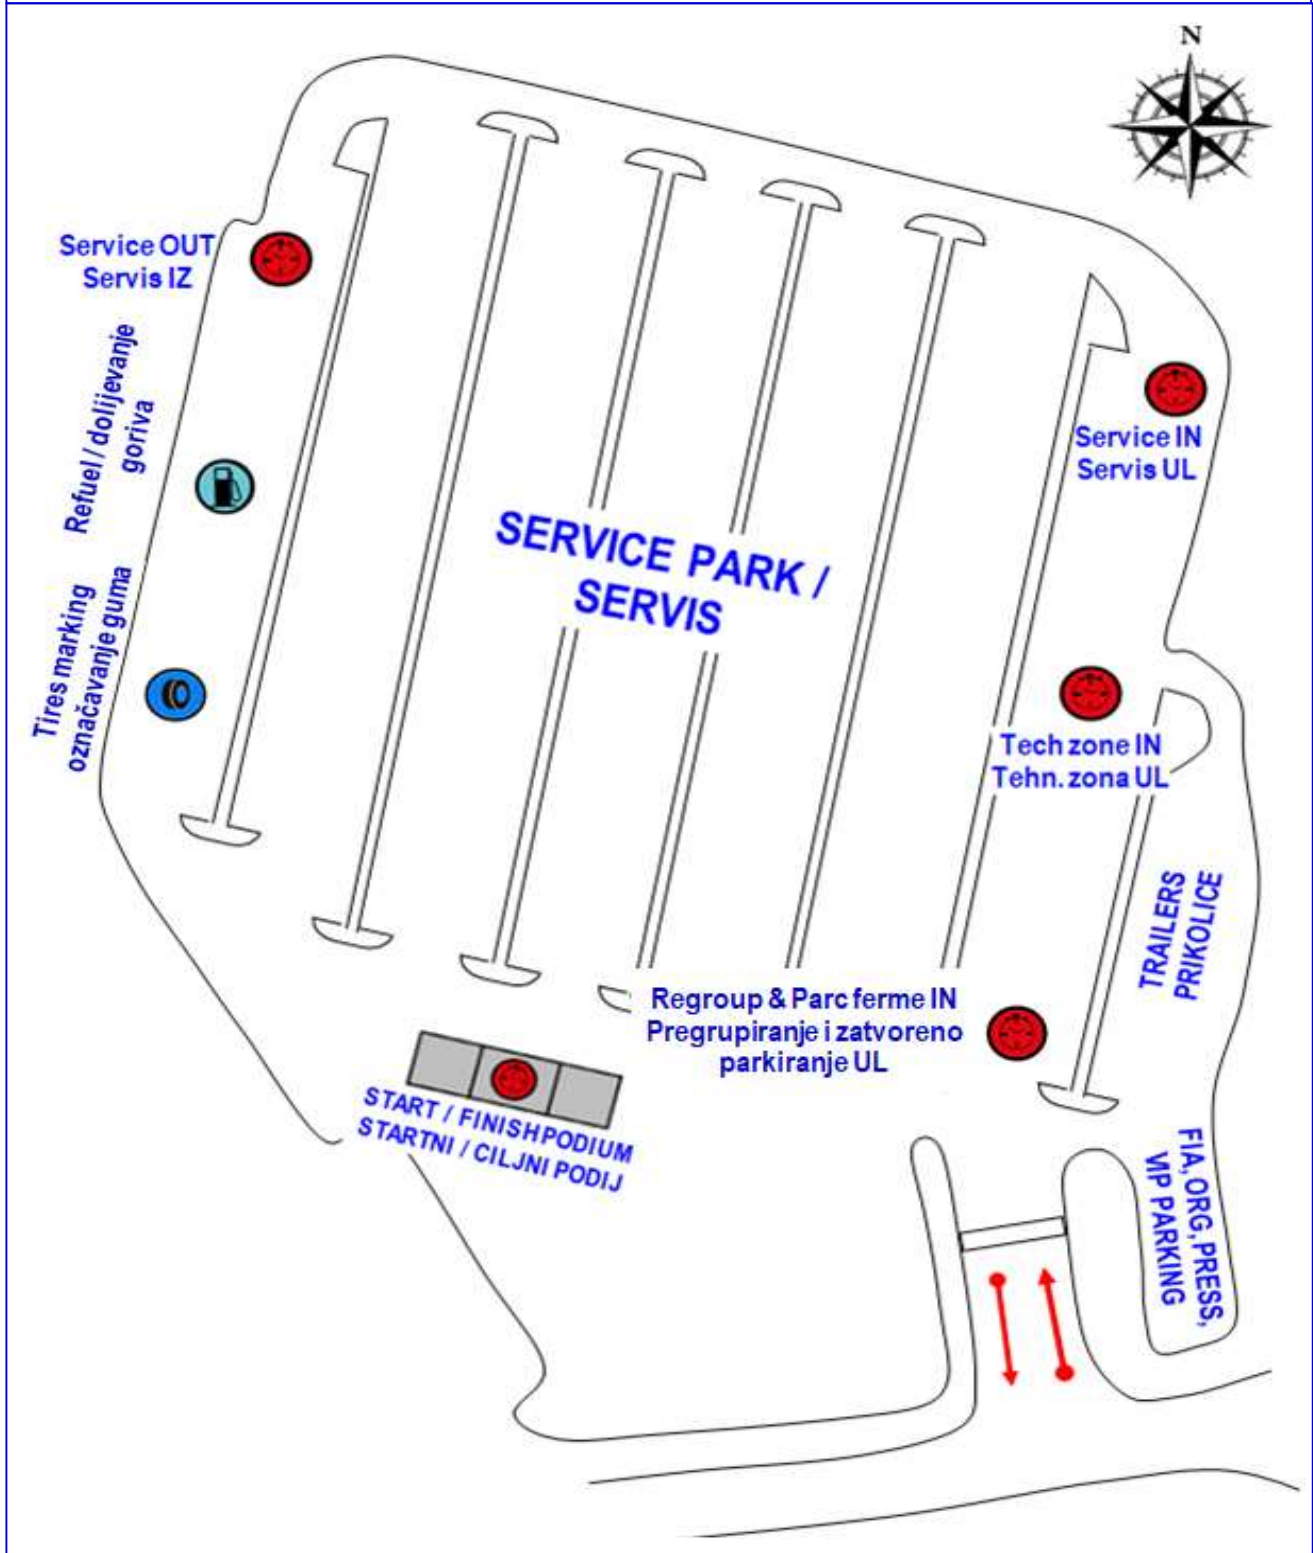 N
Service OUT
Servis IZ
Refuel / dolijevanje
goriva
Tires marking
označavanje guma
SERVICE PARK /
SERVIS
Service IN
Servis UL
Tech zone IN
Tehn. zona UL
TRAILERS
PRIKOLICE
Regroup & Parc ferme IN
Pregrupiranje i zatvoreno
parkiranje UL
START / FINISH PODIUM
STARTNI / CILJNI PODIJ
FIA, ORG, PRESS,
VIP PARKING